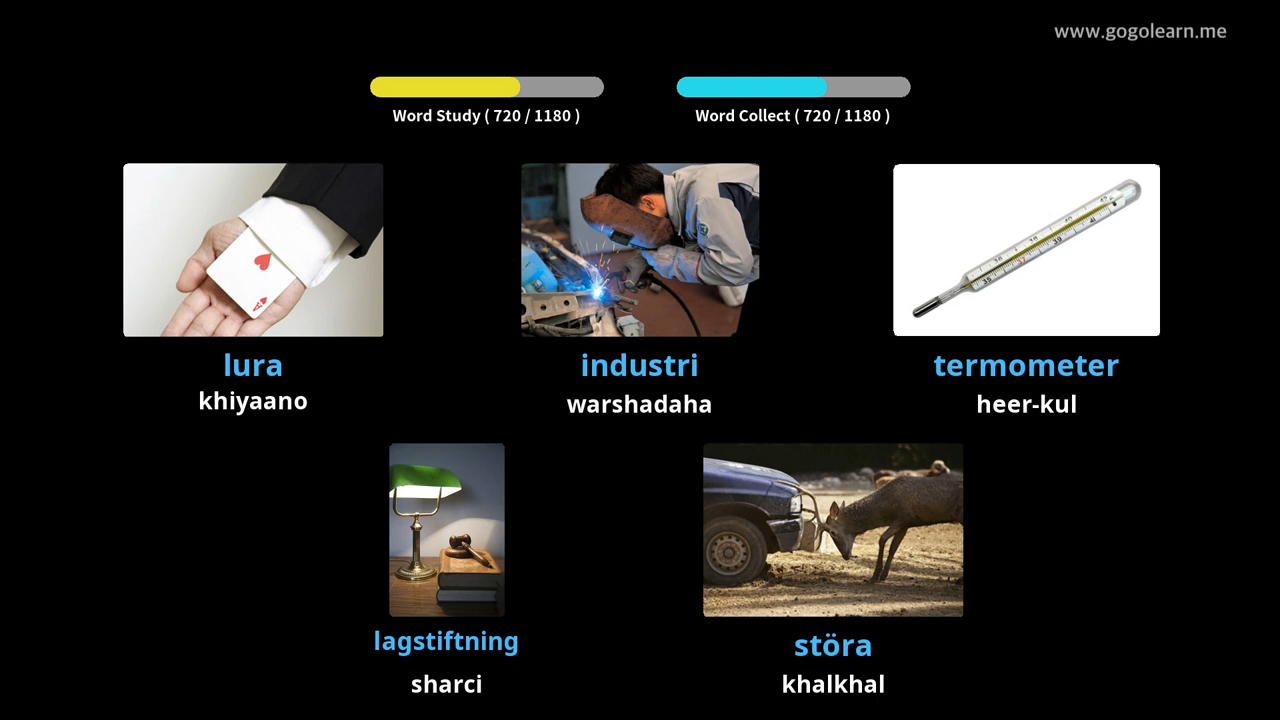 www.gogolearn.me
Word Study ( 720 / 1180 )
Word Collect ( 720 / 1180 )
lura
khiyaano
industri
warshadaha
termometer
heer-kul
lagstiftning
sharci
störa
khalkhal